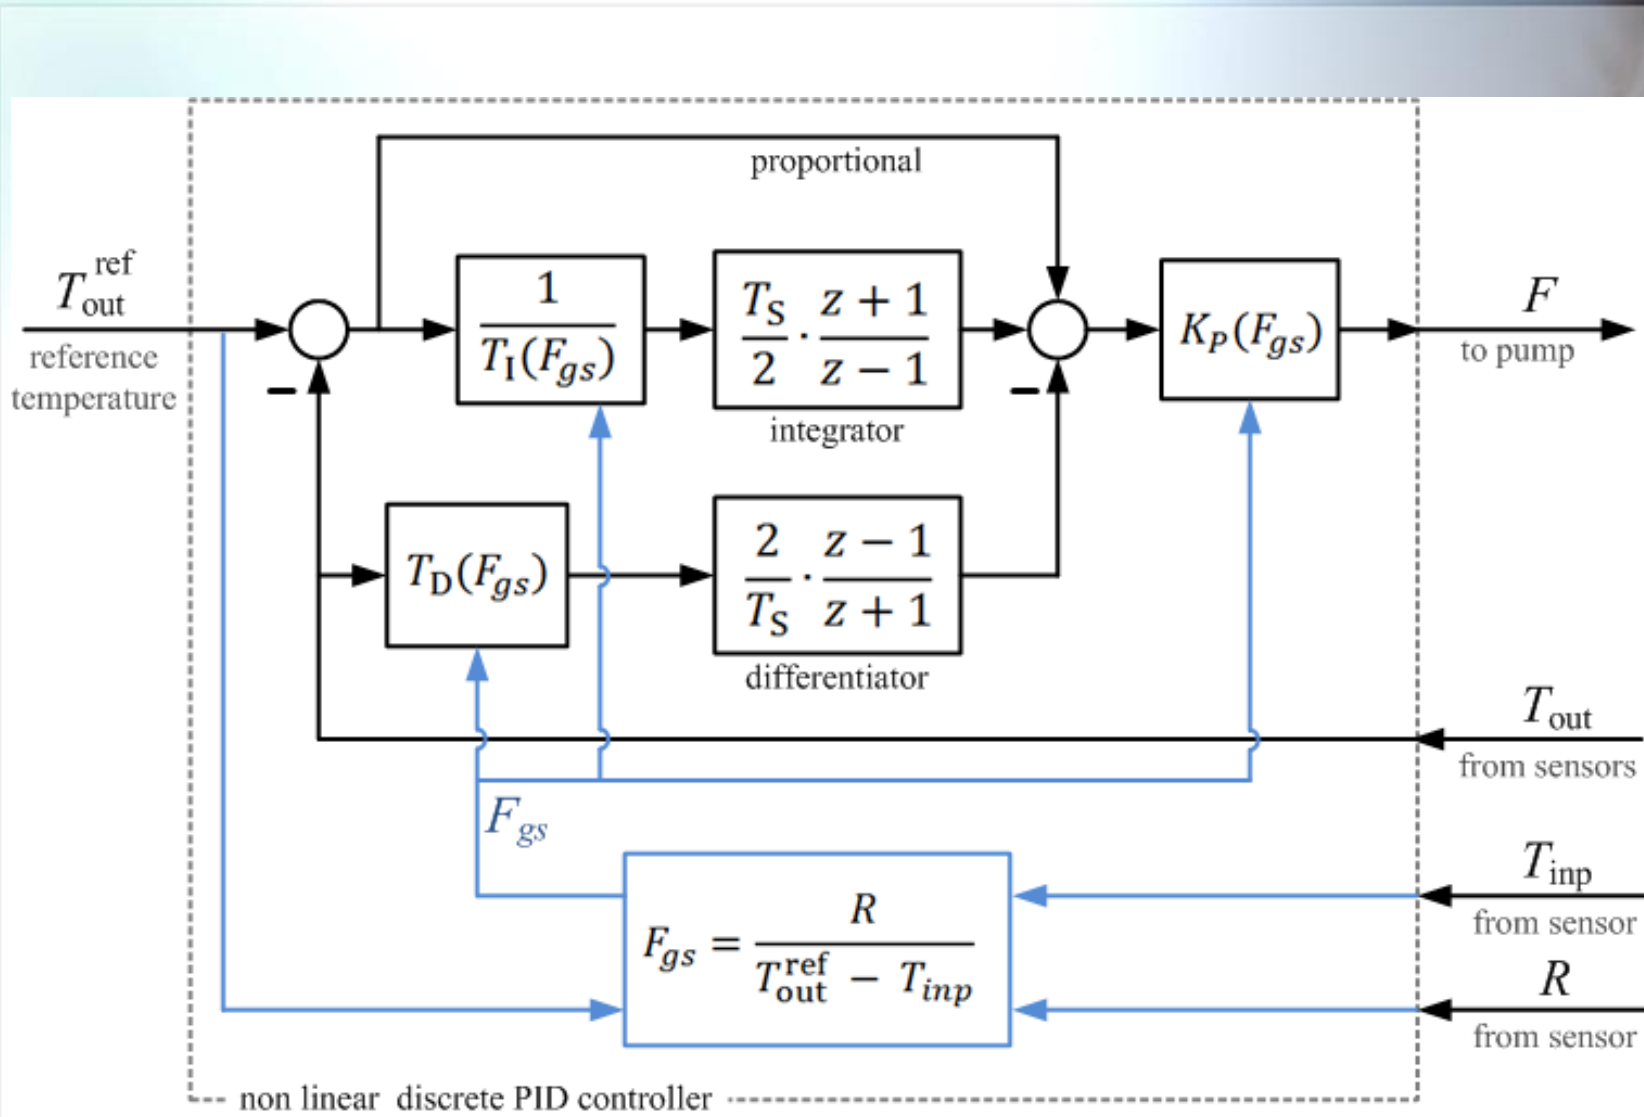 proportional
T_out^ref
reference
temperature
−
1 / T_I(F_gs)
T_S / 2 · z + 1 / z − 1
integrator
−
K_P(F_gs)
F
to pump
T_D(F_gs)
2 / T_S · z − 1 / z + 1
differentiator
T_out
from sensors
F_gs
F_gs = R / T_out^ref − T_inp
T_inp
from sensor
R
from sensor
non linear discrete PID controller